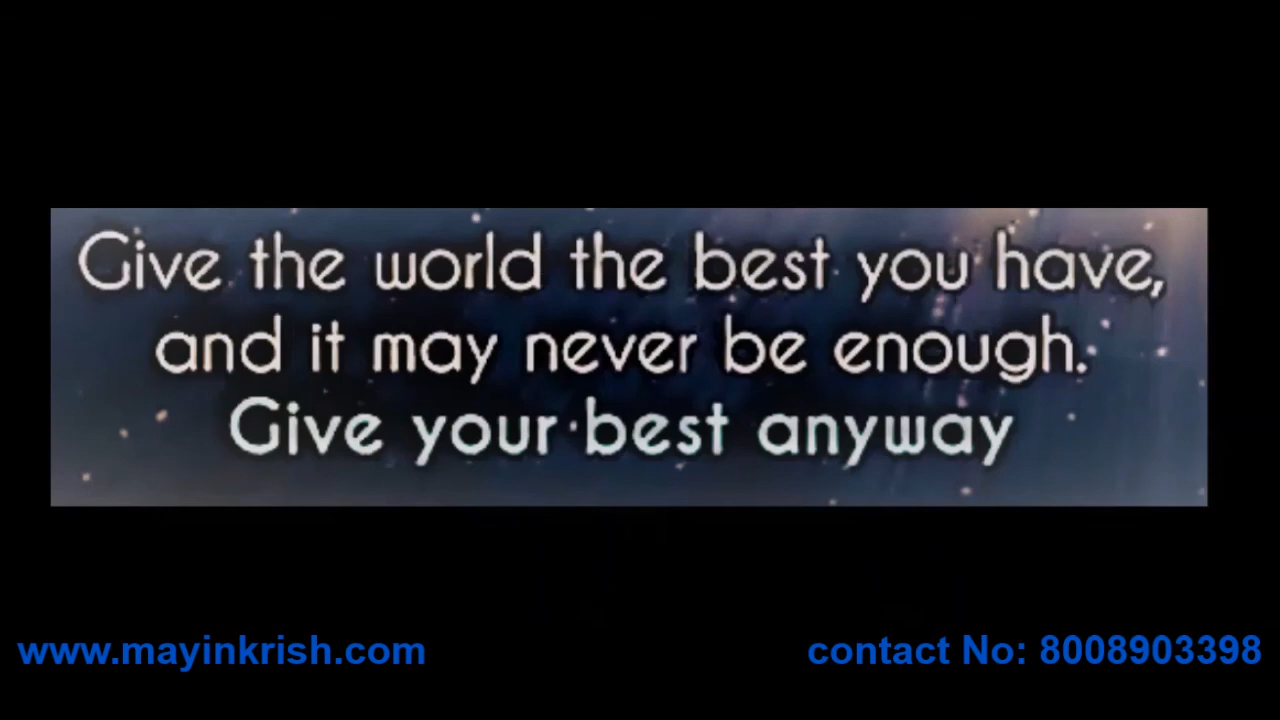 Give the world the best you have,
and it may never be enough.
Give your best anyway
www.mayinkrish.com
contact No: 8008903398